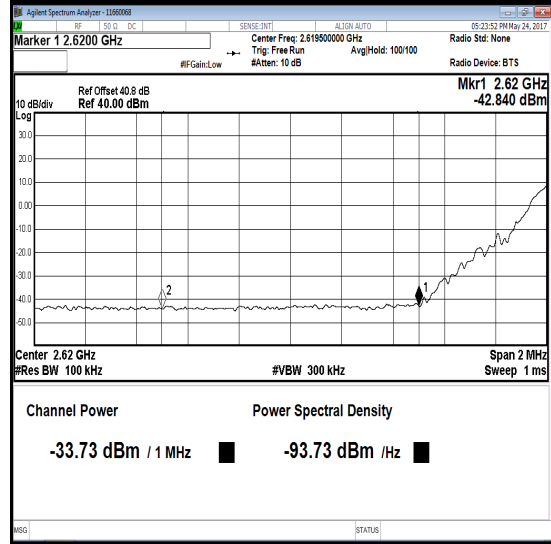 Agilent Spectrum Analyzer - 11660068
RF 50 Ω DC SENSE:INT ALIGN AUTO 05:23:52 PM May 24, 2017
Marker 1 2.6200 GHz
Center Freq: 2.619500000 GHz
Radio Std: None
Trig: Free Run Avg|Hold: 100/100
#IFGain:Low #Atten: 10 dB Radio Device: BTS
Mkr1 2.62 GHz
-42.840 dBm
Ref Offset 40.8 dB
10 dB/div Ref 40.00 dBm
Log
30.0
20.0
10.0
0.00
-10.0
-20.0
-30.0
2
1
-40.0
-50.0
Center 2.62 GHz Span 2 MHz
#Res BW 100 kHz #VBW 300 kHz Sweep 1 ms
Channel Power Power Spectral Density
-33.73 dBm / 1 MHz -93.73 dBm /Hz
MSG STATUS